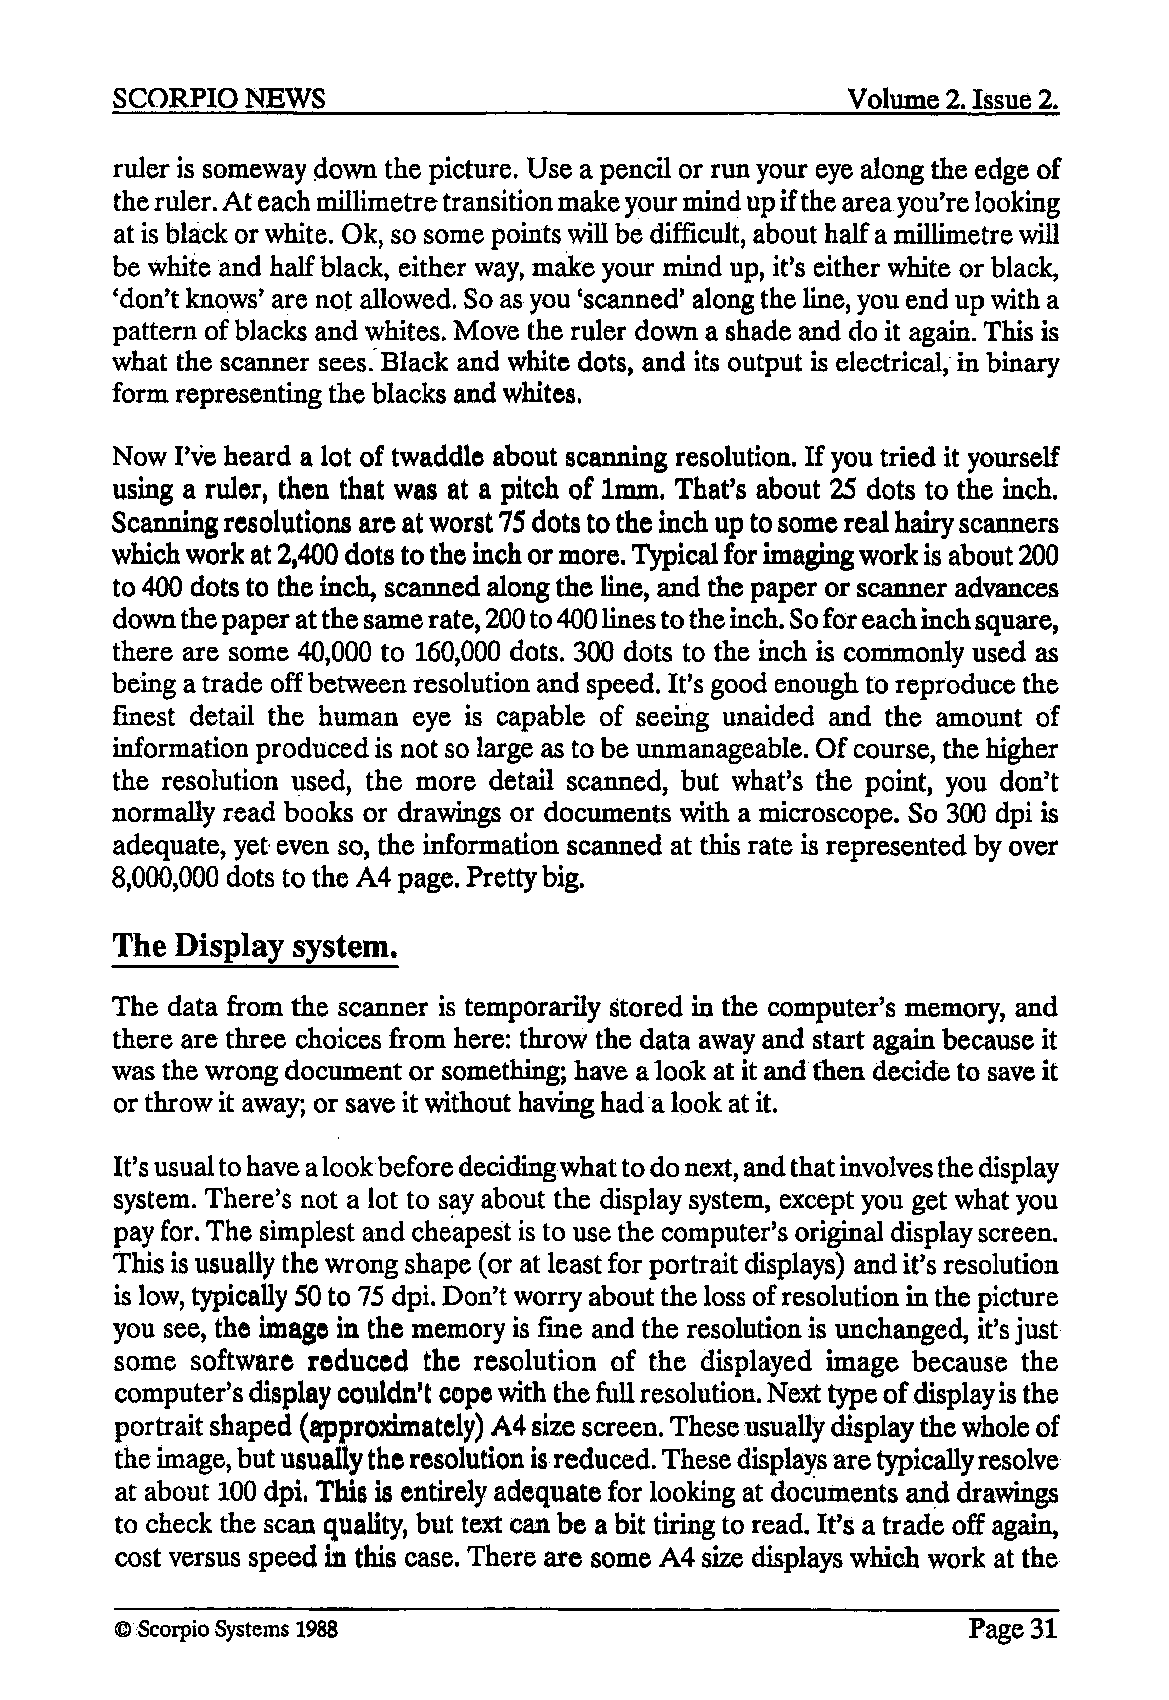 SCORPIO NEWS Volume 2. Issue 2.
ruler is someway down the picture. Use a pencil or run your eye along the edge of
the ruler. At each millimetre transition make your mind up if the area you're looking
at is black or white. Ok, so some points will be difficult, about half a millimetre will
be white and half black, either way, make your mind up, it's either white or black,
'don't knows' are not allowed. So as you 'scanned' along the line, you end up with a
pattern of blacks and whites. Move the ruler down a shade and do it again. This is
what the scanner sees. Black and white dots, and its output is electrical, in binary
form representing the blacks and whites.
Now I've heard a lot of twaddle about scanning resolution. If you tried it yourself
using a ruler, then that was at a pitch of 1mm. That's about 25 dots to the inch.
Scanning resolutions are at worst 75 dots to the inch up to some real hairy scanners
which work at 2,400 dots to the inch or more. Typical for imaging work is about 200
to 400 dots to the inch, scanned along the line, and the paper or scanner advances
down the paper at the same rate, 200 to 400 lines to the inch. So for each inch square,
there are some 40,000 to 160,000 dots. 300 dots to the inch is commonly used as
being a trade off between resolution and speed. It's good enough to reproduce the
finest detail the human eye is capable of seeing unaided and the amount of
information produced is not so large as to be unmanageable. Of course, the higher
the resolution used, the more detail scanned, but what's the point, you don't
normally read books or drawings or documents with a microscope. So 300 dpi is
adequate, yet even so, the information scanned at this rate is represented by over
8,000,000 dots to the A4 page. Pretty big.
The Display system.
The data from the scanner is temporarily stored in the computer's memory, and
there are three choices from here: throw the data away and start again because it
was the wrong document or something; have a look at it and then decide to save it
or throw it away; or save it without having had a look at it.
It's usual to have a look before deciding what to do next, and that involves the display
system. There's not a lot to say about the display system, except you get what you
pay for. The simplest and cheapest is to use the computer's original display screen.
This is usually the wrong shape (or at least for portrait displays) and it's resolution
is low, typically 50 to 75 dpi. Don't worry about the loss of resolution in the picture
you see, the image in the memory is fine and the resolution is unchanged, it's just
some software reduced the resolution of the displayed image because the
computer's display couldn't cope with the full resolution. Next type of display is the
portrait shaped (approximately) A4 size screen. These usually display the whole of
the image, but usually the resolution is reduced. These displays are typically resolve
at about 100 dpi. This is entirely adequate for looking at documents and drawings
to check the scan quality, but text can be a bit tiring to read. It's a trade off again,
cost versus speed in this case. There are some A4 size displays which work at the
© Scorpio Systems 1988 Page 31